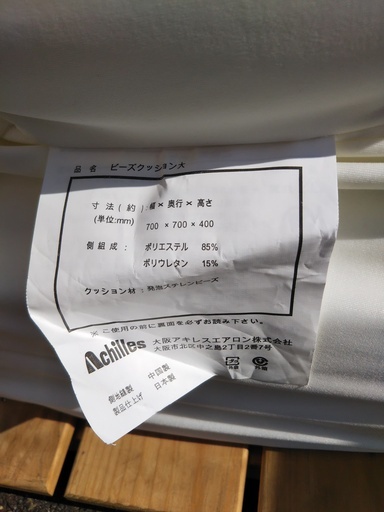 品 名 ビーズクッション大
寸 法 (約) 幅 × 奥行 × 高さ
(単位:mm) 700 × 700 × 400
側 組 成 : ポリエステル 85%
ポリウレタン 15%
クッション材 : 発泡スチレンビーズ
※ご使用の前に裏面を必ずお読み下さい。
Achilles 大阪アキレスエアロン株式会社
大阪市北区中之島2丁目2番7号
側地縫製 中国製
製品仕上げ 日本製